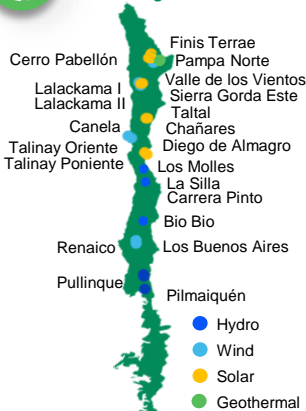 Finis Terrae
Cerro Pabellón
Pampa Norte
Valle de los Vientos
Lalackama I
Sierra Gorda Este
Lalackama II
Taltal
Canela
Chañares
Talinay Oriente
Diego de Almagro
Talinay Poniente
Los Molles
La Silla
Carrera Pinto
Bio Bio
Renaico
Los Buenos Aires
Pullinque
Pilmaiquén
Hydro
Wind
Solar
Geothermal